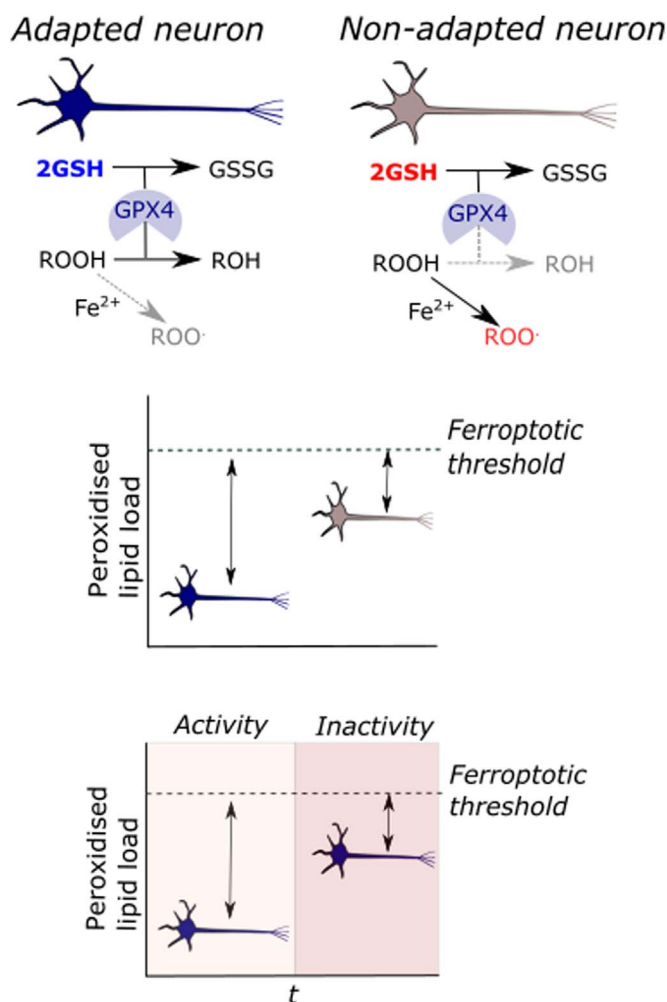 Adapted neuron
Non-adapted neuron
2GSH
GSSG
GPX4
ROOH
ROH
Fe²⁺
ROO·
2GSH
GSSG
GPX4
ROOH
ROH
Fe²⁺
ROO·
Peroxidised
lipid load
Ferroptotic
threshold
Activity
Inactivity
Peroxidised
lipid load
Ferroptotic
threshold
t